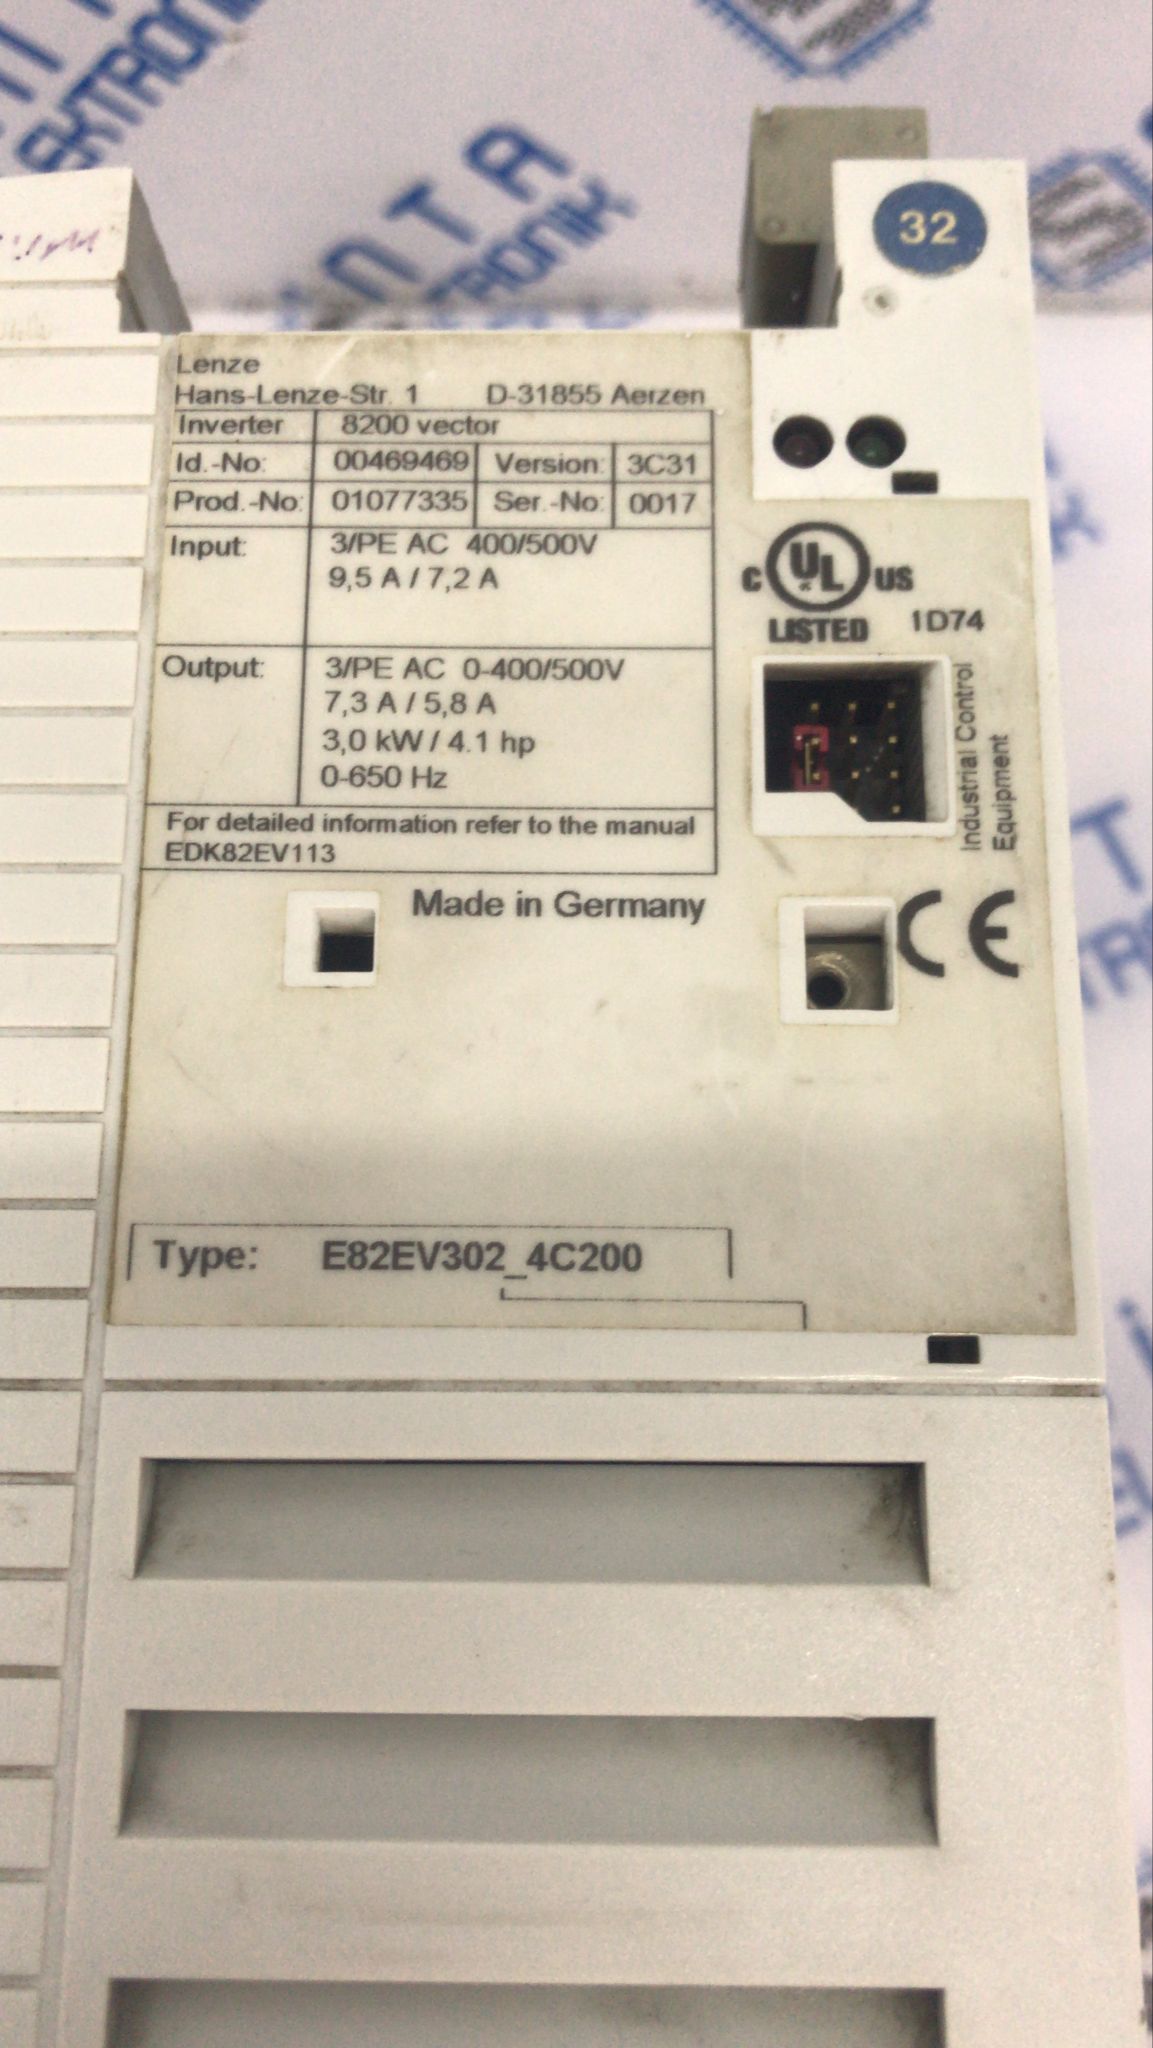 32
Lenze
Hans-Lenze-Str. 1 D-31855 Aerzen
Inverter 8200 vector
Id.-No: 00469469 Version: 3C31
Prod.-No: 01077335 Ser.-No: 0017
Input: 3/PE AC 400/500V
9,5 A / 7,2 A
Output: 3/PE AC 0-400/500V
7,3 A / 5,8 A
3,0 kW / 4.1 hp
0-650 Hz
For detailed information refer to the manual
EDK82EV113
C UL US
LISTED 1D74
Industrial Control
Equipment
Made in Germany
CE
Type: E82EV302_4C200